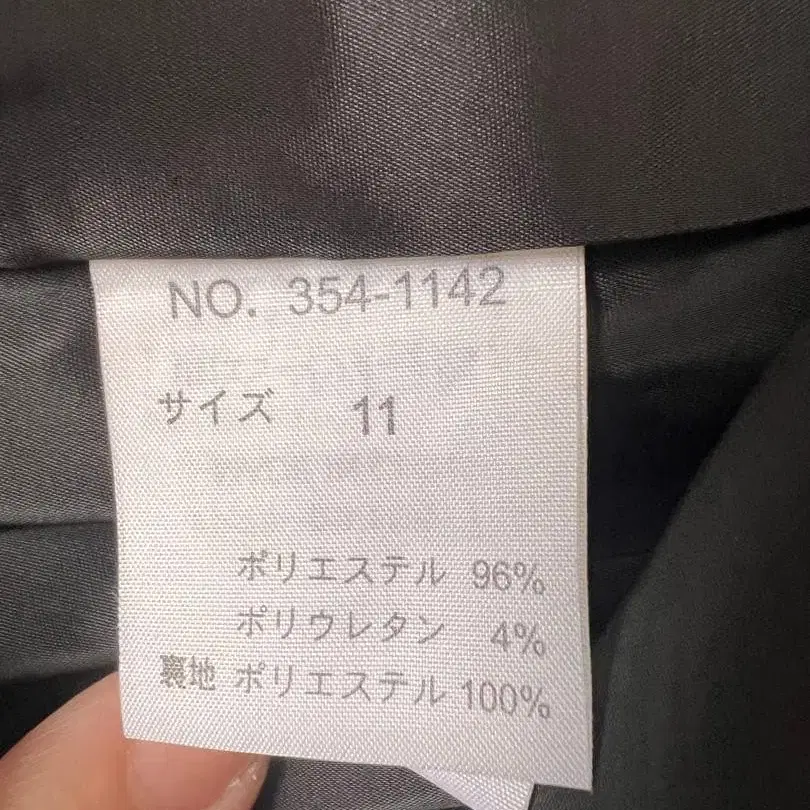 NO. 354-1142
サイズ 11
ポリエステル 96%
ポリウレタン 4%
裏地 ポリエステル 100%